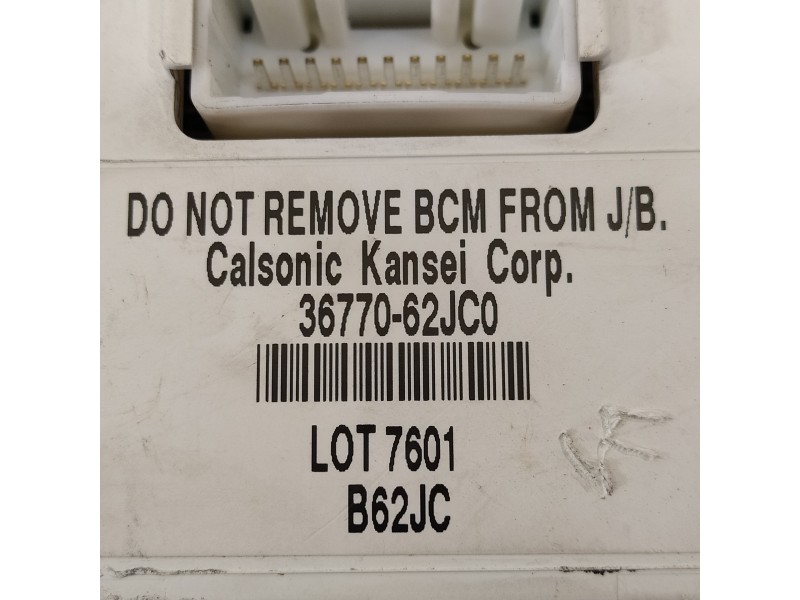 DO NOT REMOVE BCM FROM J/B.
Calsonic Kansei Corp.
36770-62JC0
LOT 7601
B62JC